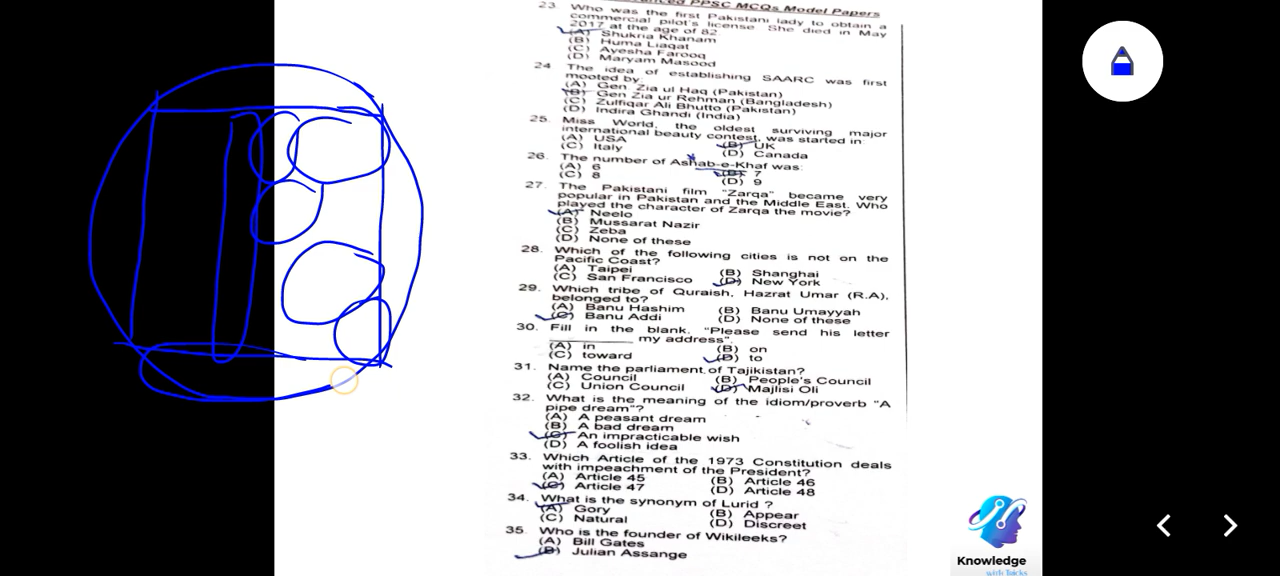 Advanced PPSC MCQs Model Papers
23 Who was the first Pakistani lady to obtain a
commercial pilot's license. She died in May
2017 at the age of 82
(A) Shukria Khanam
(B) Huma Liaqat
(C) Ayesha Farooq
(D) Maryam Masood
24 The idea of establishing SAARC was first
mooted by:
(A) Gen Zia ul Haq (Pakistan)
(B) Gen Zia ur Rehman (Bangladesh)
(C) Zulfiqar Ali Bhutto (Pakistan)
(D) Indira Ghandi (India)
25. Miss World, the oldest surviving major
international beauty contest, was started in:
(A) USA (B) UK
(C) Italy (D) Canada
26. The number of Ashab-e-Khaf was:
(A) 6 (B) 7
(C) 8 (D) 9
27. The Pakistani film "Zarqa" became very
popular in Pakistan and the Middle East. Who
played the character of Zarqa the movie?
(A) Neelo
(B) Mussarat Nazir
(C) Zeba
(D) None of these
28. Which of the following cities is not on the
Pacific Coast?
(A) Taipei (B) Shanghai
(C) San Francisco (D) New York
29. Which tribe of Quraish, Hazrat Umar (R.A),
belonged to?
(A) Banu Hashim (B) Banu Umayyah
(C) Banu Addi (D) None of these
30. Fill in the blank. "Please send his letter
__________ my address".
(A) in (B) on
(C) toward (D) to
31. Name the parliament of Tajikistan?
(A) Council (B) People's Council
(C) Union Council (D) Majlisi Oli
32. What is the meaning of the idiom/proverb "A
pipe dream"?
(A) A peasant dream
(B) A bad dream
(C) An impracticable wish
(D) A foolish idea
33. Which Article of the 1973 Constitution deals
with impeachment of the President?
(A) Article 45 (B) Article 46
(C) Article 47 (D) Article 48
34. What is the synonym of Lurid ?
(A) Gory (B) Appear
(C) Natural (D) Discreet
35. Who is the founder of Wikileeks?
(A) Bill Gates
(B) Julian Assange
Knowledge
with Tricks